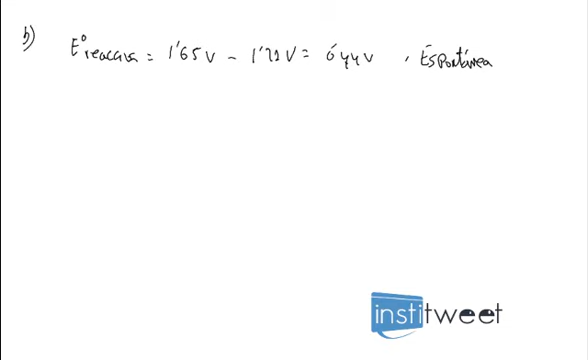 b) E° reacción = 1'65 V - 1'21 V = 0'44 V , Espontánea
institweet